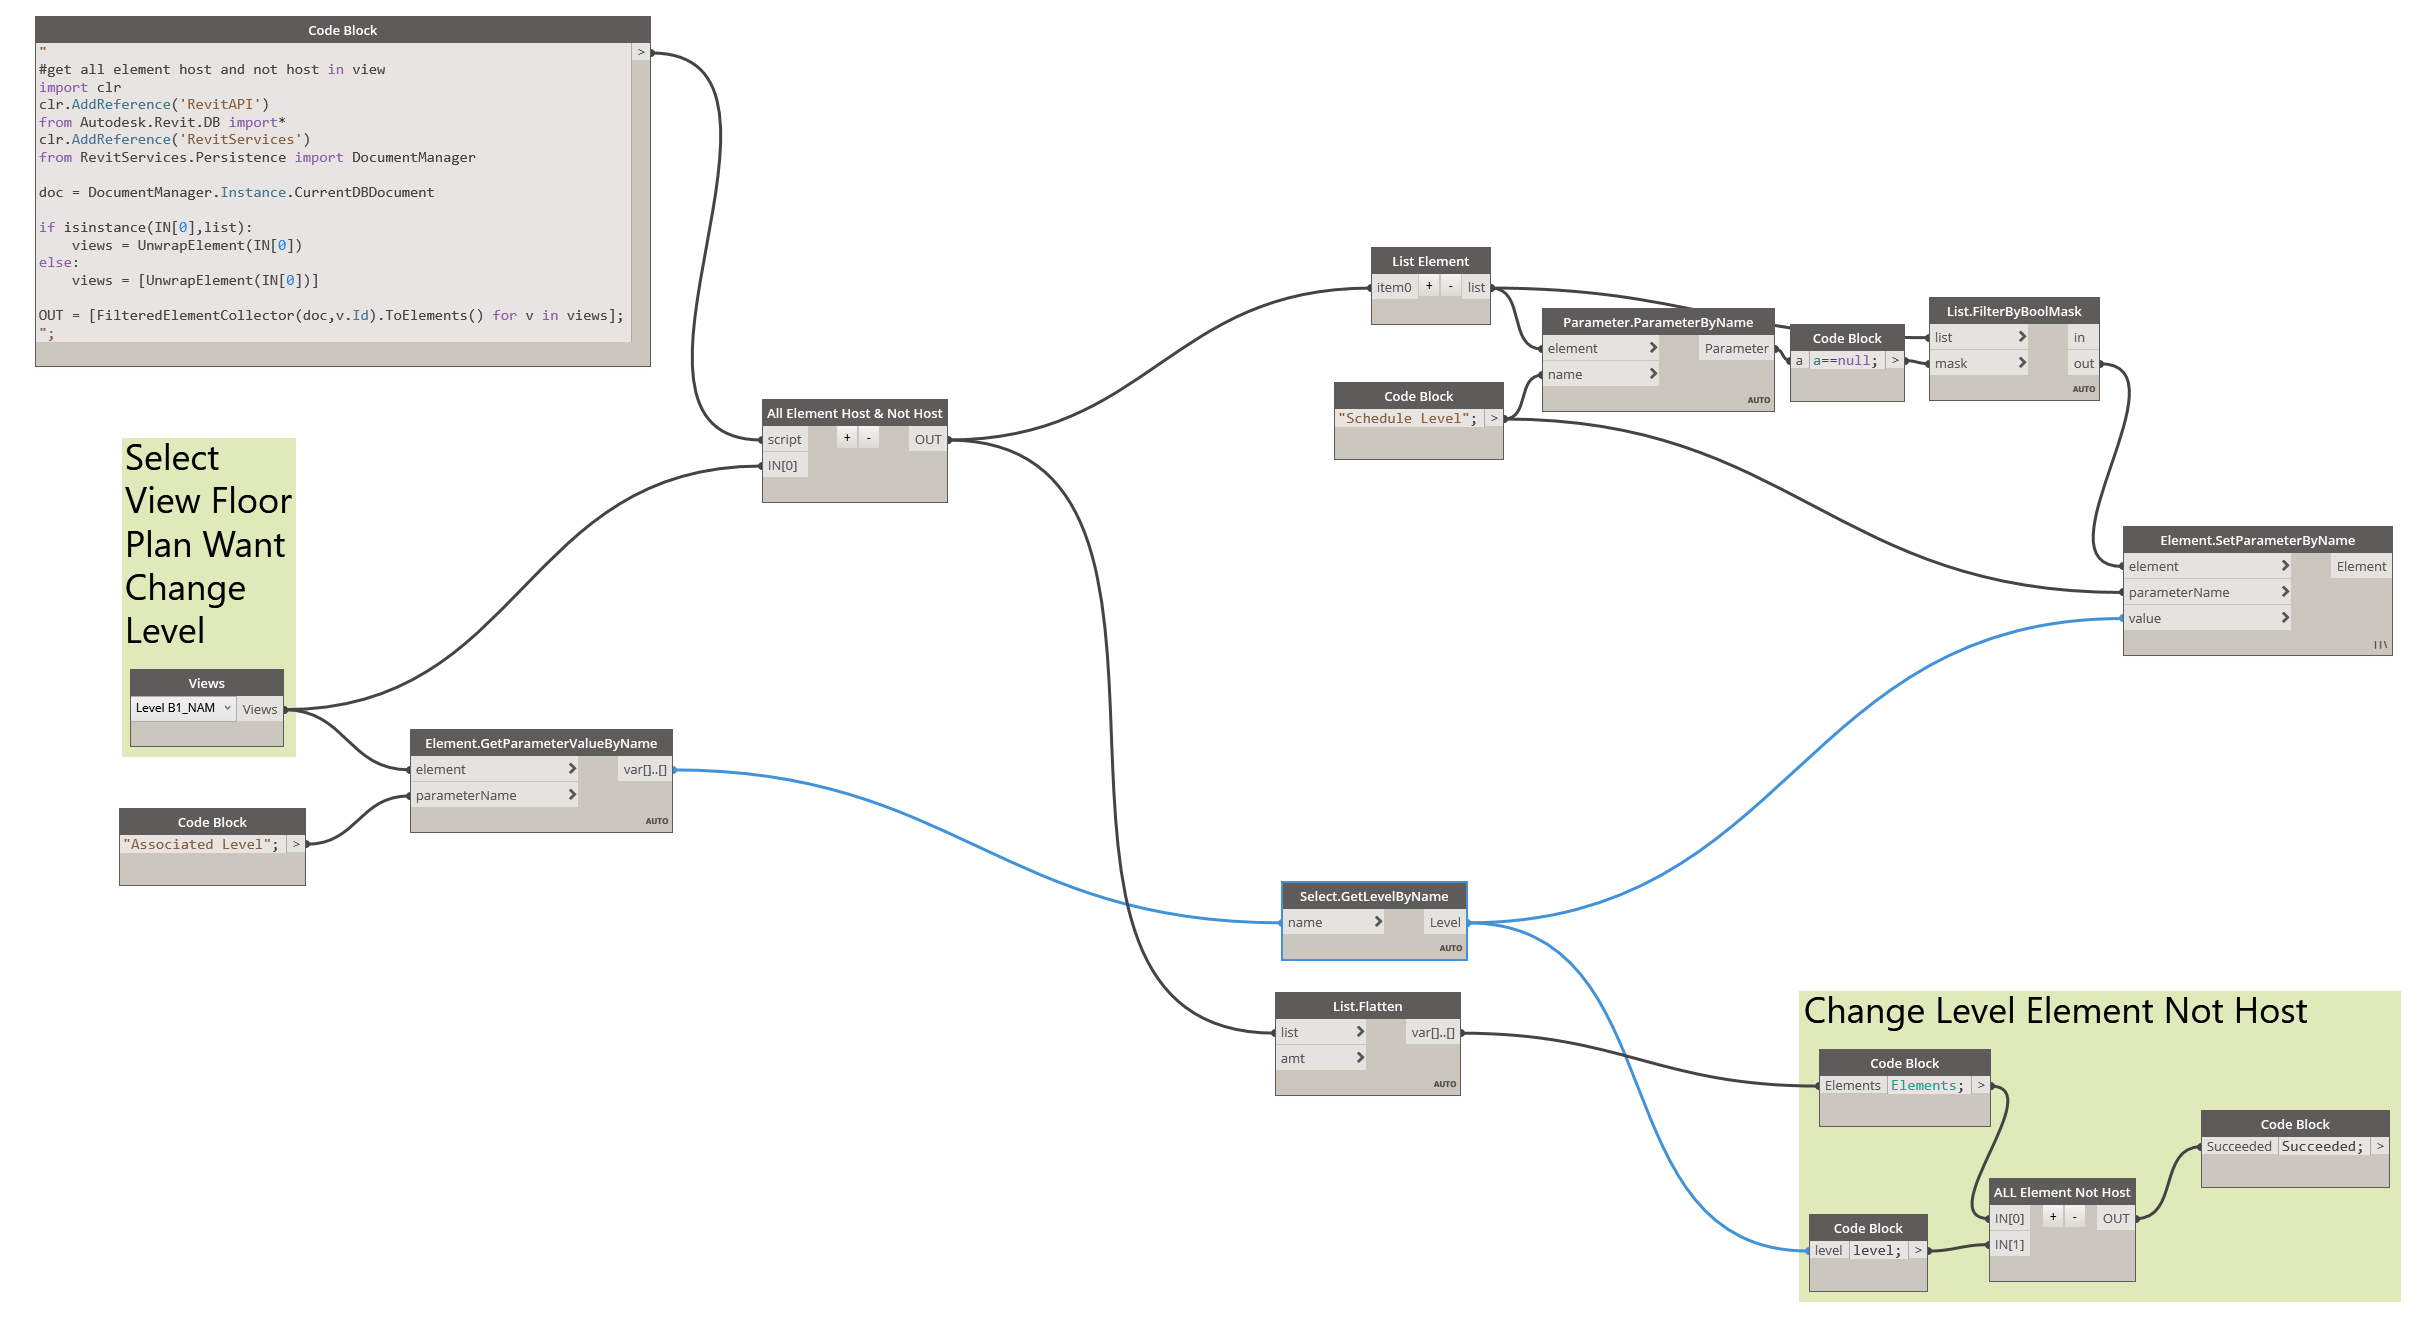 Code Block
"
>
#get all element host and not host in view
import clr
clr.AddReference('RevitAPI')
from Autodesk.Revit.DB import*
clr.AddReference('RevitServices')
from RevitServices.Persistence import DocumentManager
doc = DocumentManager.Instance.CurrentDBDocument
if isinstance(IN[0],list):
    views = UnwrapElement(IN[0])
else:
    views = [UnwrapElement(IN[0])]
OUT = [FilteredElementCollector(doc,v.Id).ToElements() for v in views];
";
Select
View Floor
Plan Want
Change
Level
Views
Level B1_NAM Views
Code Block
"Associated Level"; >
Element.GetParameterValueByName
element > var[]..[]
parameterName >
AUTO
All Element Host & Not Host
script + - OUT
IN[0]
List Element
item0 + - list
Code Block
"Schedule Level"; >
Parameter.ParameterByName
element > Parameter
name >
AUTO
Code Block
a a==null; >
List.FilterByBoolMask
list > in
mask > out
AUTO
Element.SetParameterByName
element > Element
parameterName >
value >
Select.GetLevelByName
name > Level
AUTO
List.Flatten
list > var[]..[]
amt >
AUTO
Change Level Element Not Host
Code Block
Elements Elements; >
Code Block
level level; >
ALL Element Not Host
IN[0] + - OUT
IN[1]
Code Block
Succeeded Succeeded; >